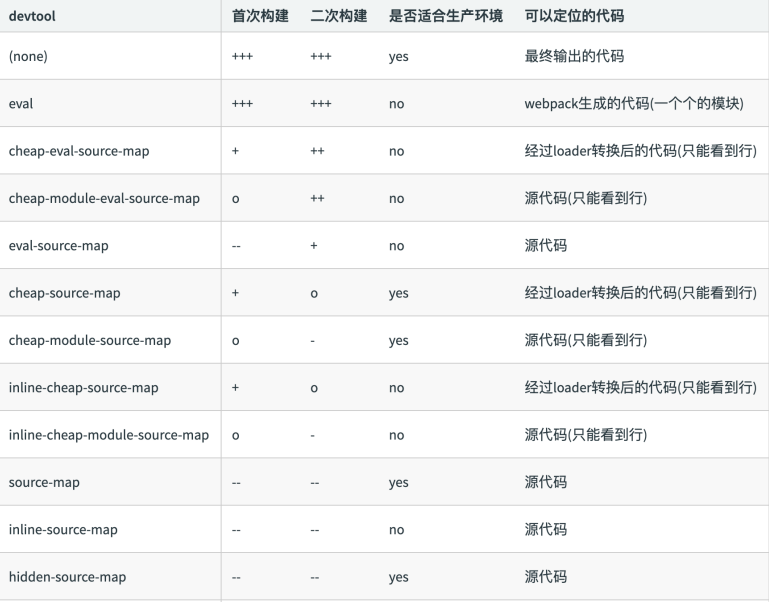 devtool 首次构建 二次构建 是否适合生产环境 可以定位的代码
(none) +++ +++ yes 最终输出的代码
eval +++ +++ no webpack生成的代码(一个个的模块)
cheap-eval-source-map + ++ no 经过loader转换后的代码(只能看到行)
cheap-module-eval-source-map o ++ no 源代码(只能看到行)
eval-source-map -- + no 源代码
cheap-source-map + o yes 经过loader转换后的代码(只能看到行)
cheap-module-source-map o - yes 源代码(只能看到行)
inline-cheap-source-map + o no 经过loader转换后的代码(只能看到行)
inline-cheap-module-source-map o - no 源代码(只能看到行)
source-map -- -- yes 源代码
inline-source-map -- -- no 源代码
hidden-source-map -- -- yes 源代码